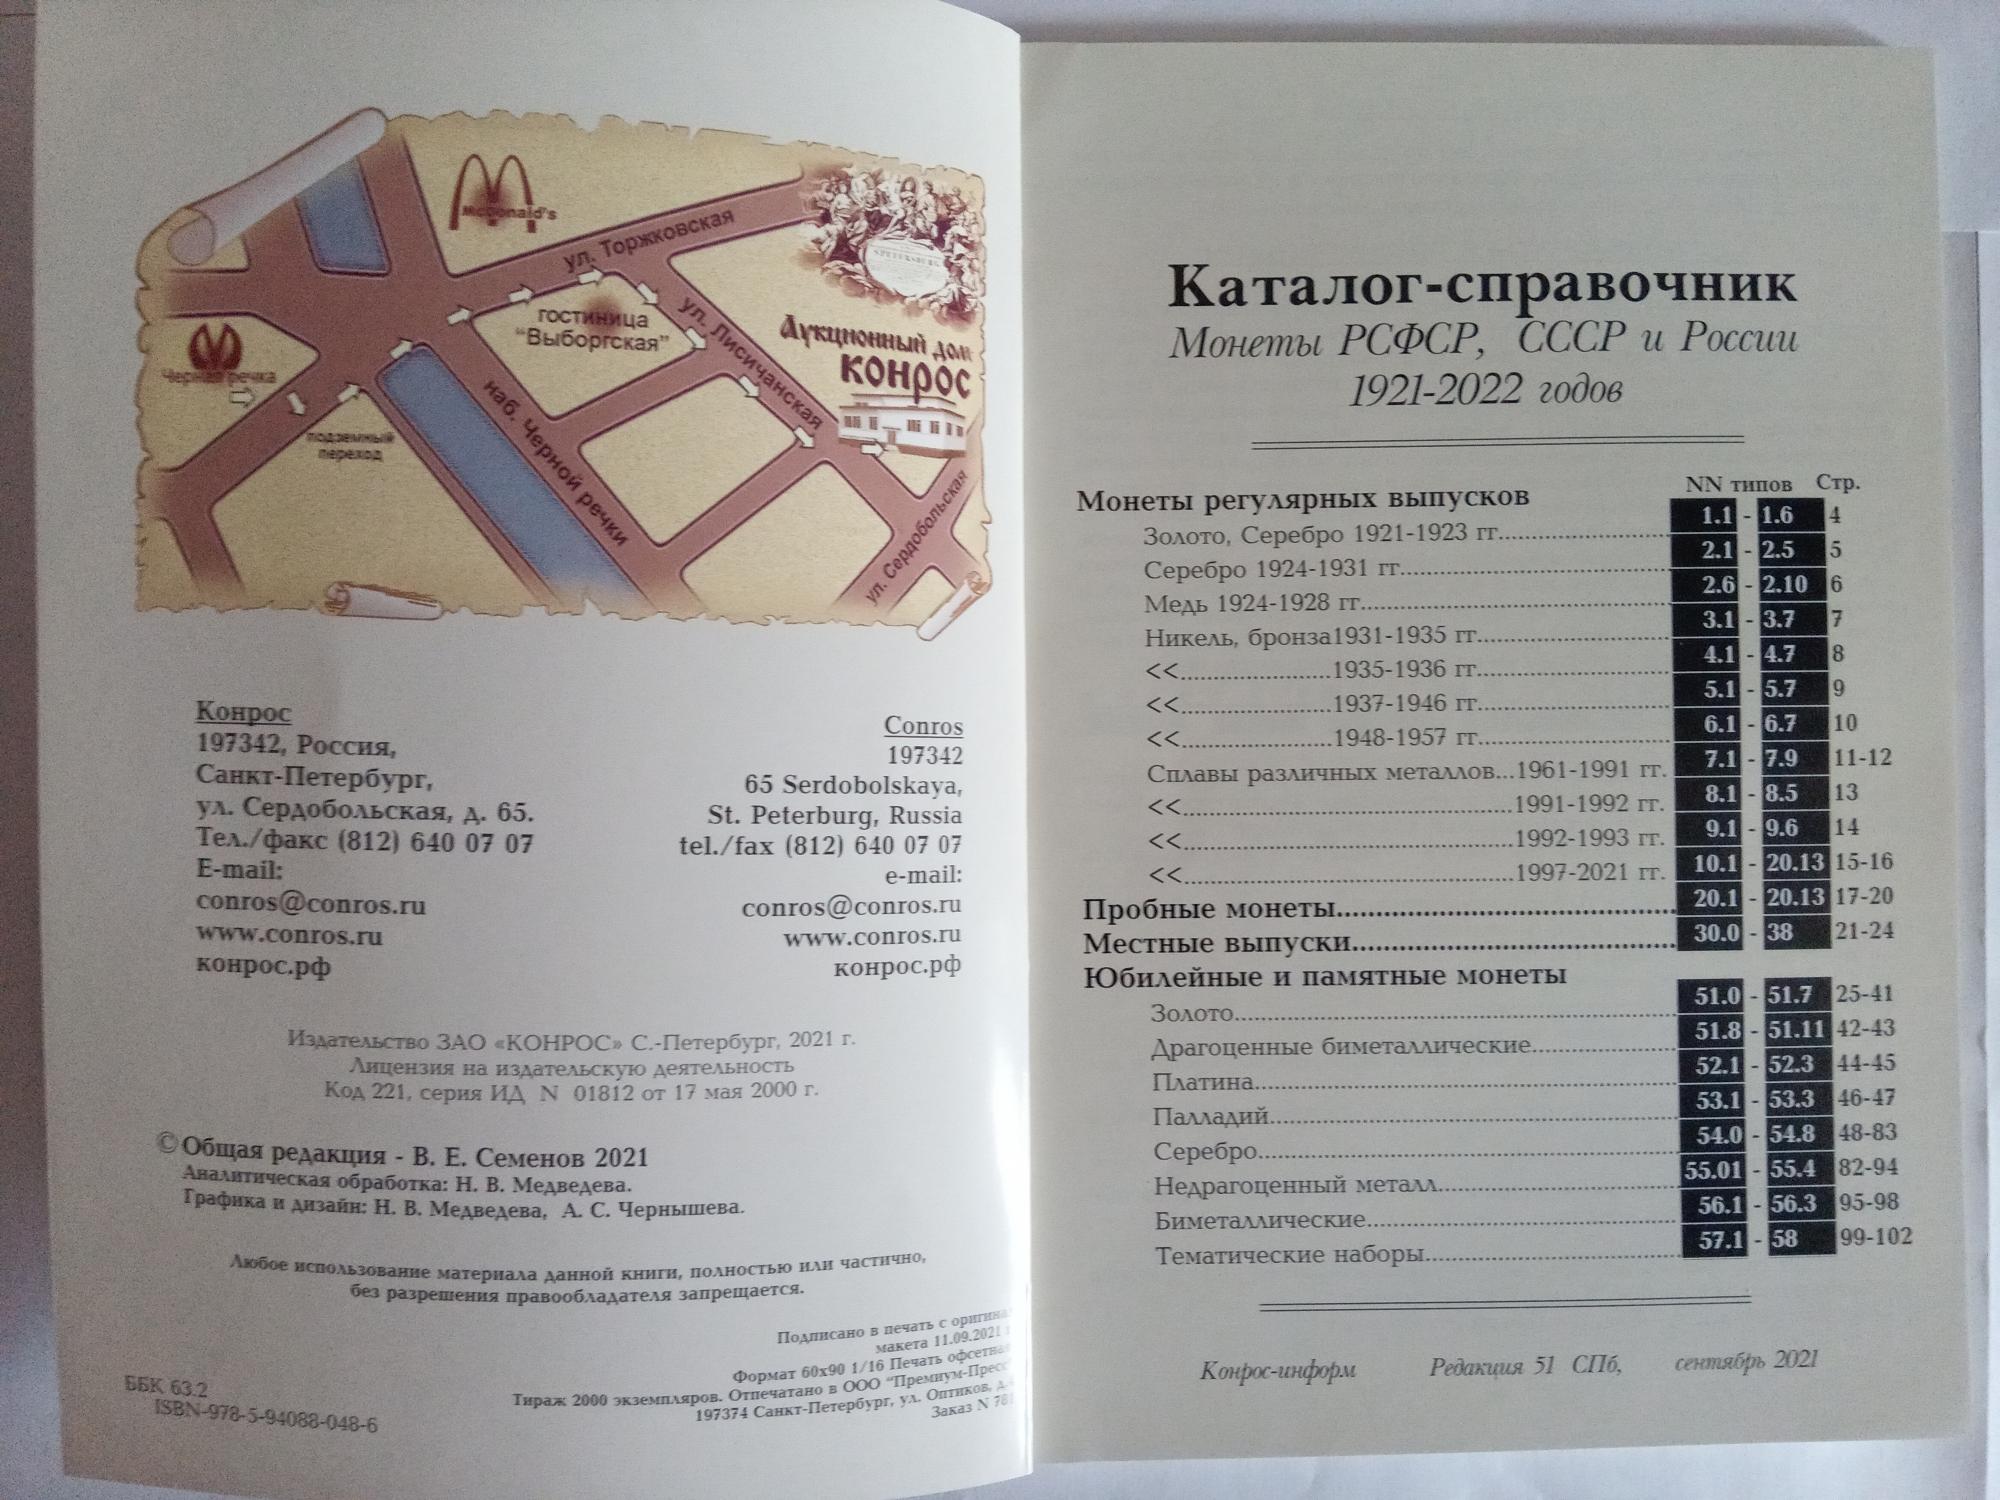 McDonald's
ул. Торжковская
гостиница
"Выборгская"
ул. Лисичанская
Аукционный дом
КОНРОС
Черная речка
подземный
переход
наб. Черной речки
ул. Сердобольская
Конрос
197342, Россия,
Санкт-Петербург,
ул. Сердобольская, д. 65.
Тел./факс (812) 640 07 07
E-mail:
conros@conros.ru
www.conros.ru
конрос.рф
Conros
197342
65 Serdobolskaya,
St. Peterburg, Russia
tel./fax (812) 640 07 07
e-mail:
conros@conros.ru
www.conros.ru
конрос.рф
Издательство ЗАО «КОНРОС» С.-Петербург, 2021 г.
Лицензия на издательскую деятельность
Код 221, серия ИД N 01812 от 17 мая 2000 г.
© Общая редакция - В. Е. Семенов 2021
Аналитическая обработка: Н. В. Медведева.
Графика и дизайн: Н. В. Медведева, А. С. Чернышева.
Любое использование материала данной книги, полностью или частично,
без разрешения правообладателя запрещается.
Подписано в печать с
макета 11.09.2021
Формат 60x90 1/16 Печать
Тираж 2000 экземпляров. Отпечатано в ООО "Премиум-Пресс"
197374 Санкт-Петербург, ул. Оптиков,
Заказ N
ББК 63.2
ISBN-978-5-94088-048-6
Каталог-справочник
Монеты РСФСР, СССР и России
1921-2022 годов
NN типов Стр.
Монеты регулярных выпусков
Золото, Серебро 1921-1923 гг. 1.1 - 1.6 4
Серебро 1924-1931 гг. 2.1 - 2.5 5
Медь 1924-1928 гг. 2.6 - 2.10 6
Никель, бронза1931-1935 гг. 3.1 - 3.7 7
<< 1935-1936 гг. 4.1 - 4.7 8
<< 1937-1946 гг. 5.1 - 5.7 9
<< 1948-1957 гг. 6.1 - 6.7 10
Сплавы различных металлов...1961-1991 гг. 7.1 - 7.9 11-12
<< 1991-1992 гг. 8.1 - 8.5 13
<< 1992-1993 гг. 9.1 - 9.6 14
<< 1997-2021 гг. 10.1 - 20.13 15-16
Пробные монеты 20.1 - 20.13 17-20
Местные выпуски 30.0 - 38 21-24
Юбилейные и памятные монеты
Золото 51.0 - 51.7 25-41
Драгоценные биметаллические 51.8 - 51.11 42-43
Платина 52.1 - 52.3 44-45
Палладий 53.1 - 53.3 46-47
Серебро 54.0 - 54.8 48-83
Недрагоценный металл 55.01 - 55.4 82-94
Биметаллические 56.1 - 56.3 95-98
Тематические наборы 57.1 - 58 99-102
Конрос-информ Редакция 51 СПб, сентябрь 2021